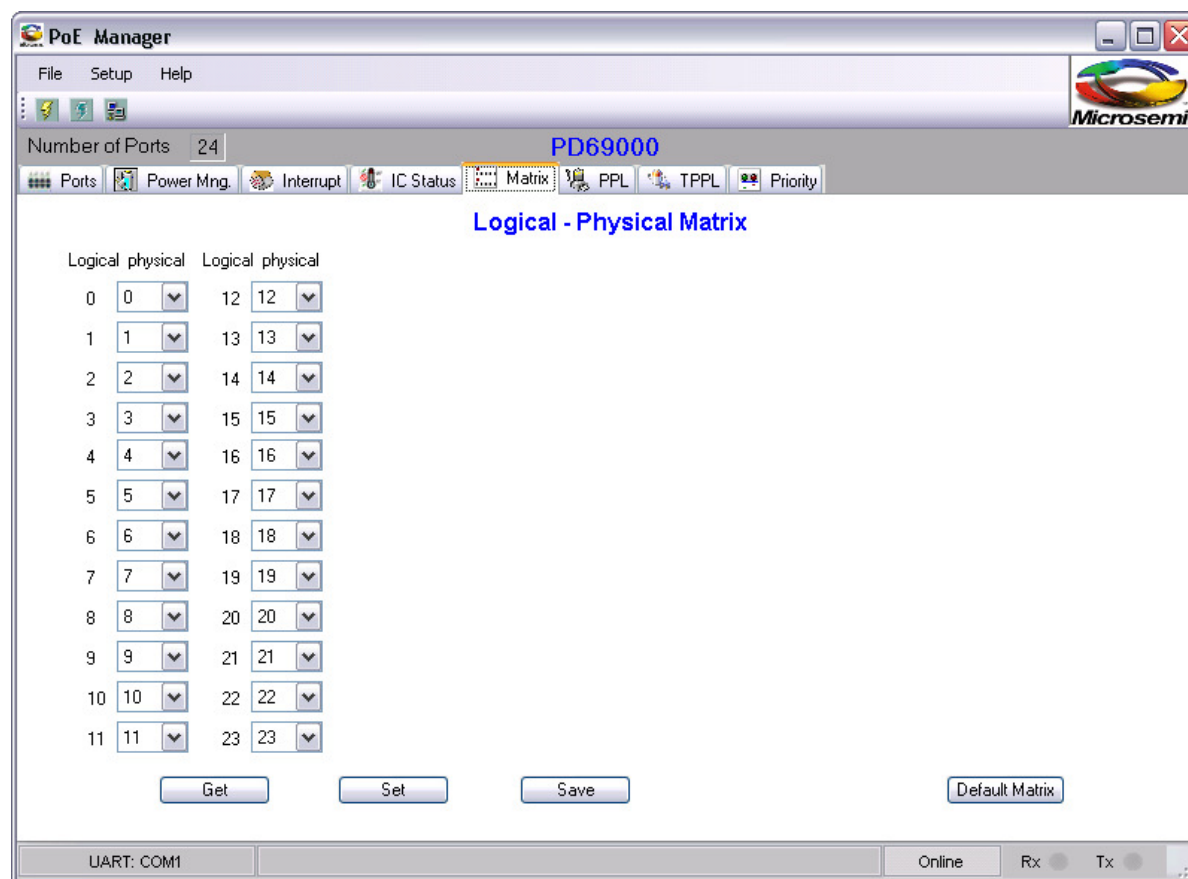 PoE Manager
File Setup Help
Microsemi
Number of Ports 24
PD69000
Ports Power Mng. Interrupt IC Status Matrix PPL TPPL Priority
Logical - Physical Matrix
Logical physical Logical physical
0 0 12 12
1 1 13 13
2 2 14 14
3 3 15 15
4 4 16 16
5 5 17 17
6 6 18 18
7 7 19 19
8 8 20 20
9 9 21 21
10 10 22 22
11 11 23 23
Get Set Save Default Matrix
UART: COM1 Online Rx Tx